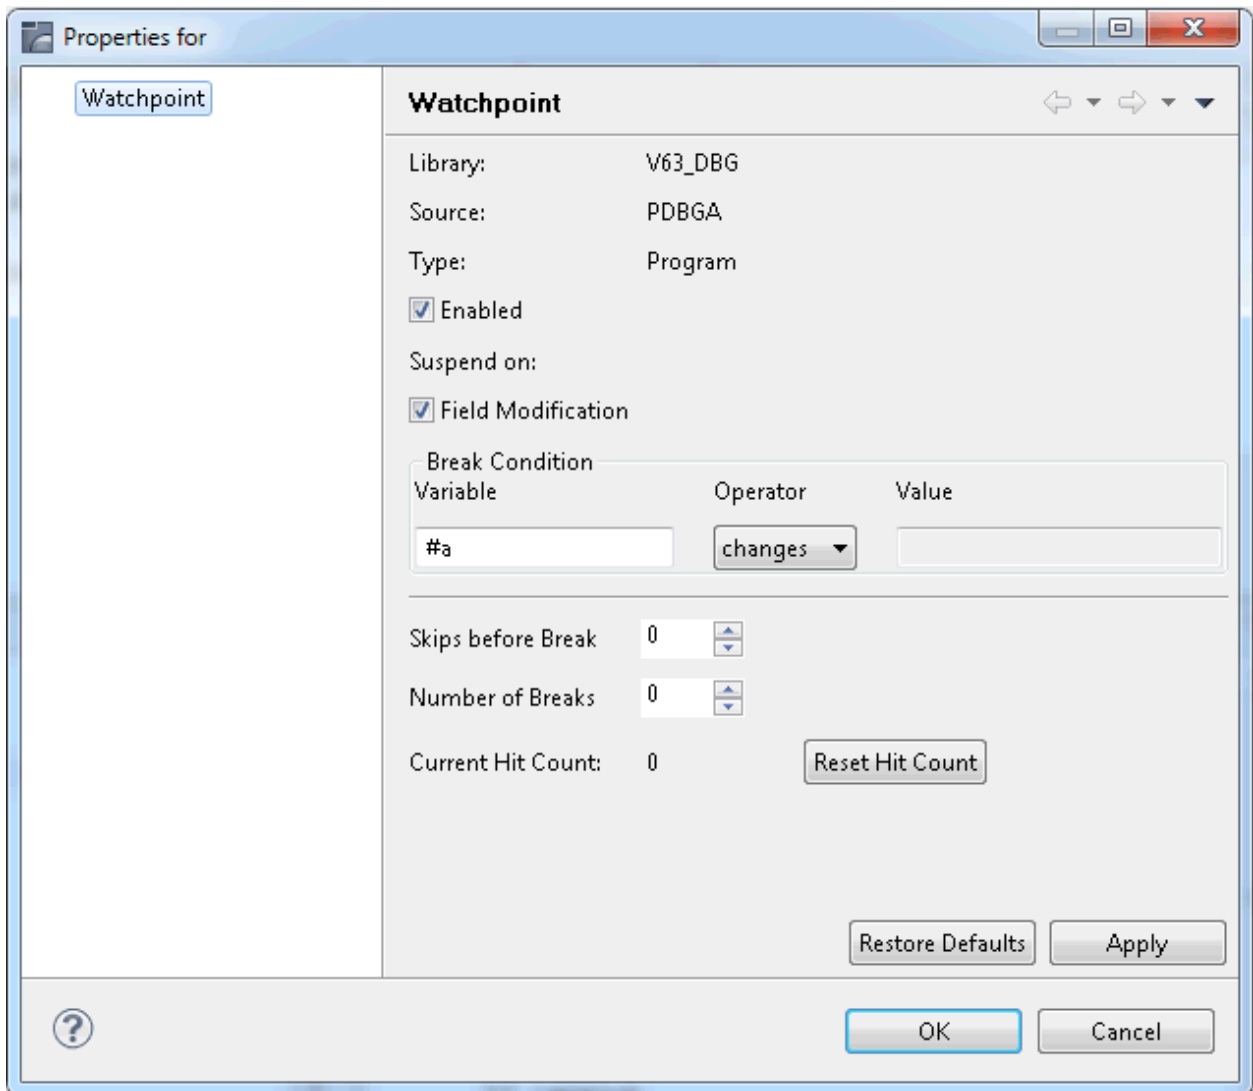 Properties for
Watchpoint
Watchpoint
Library: V63_DBG
Source: PDBGA
Type: Program
Enabled
Suspend on:
Field Modification
Break Condition
Variable Operator Value
#a changes
Skips before Break 0
Number of Breaks 0
Current Hit Count: 0 Reset Hit Count
Restore Defaults Apply
? OK Cancel